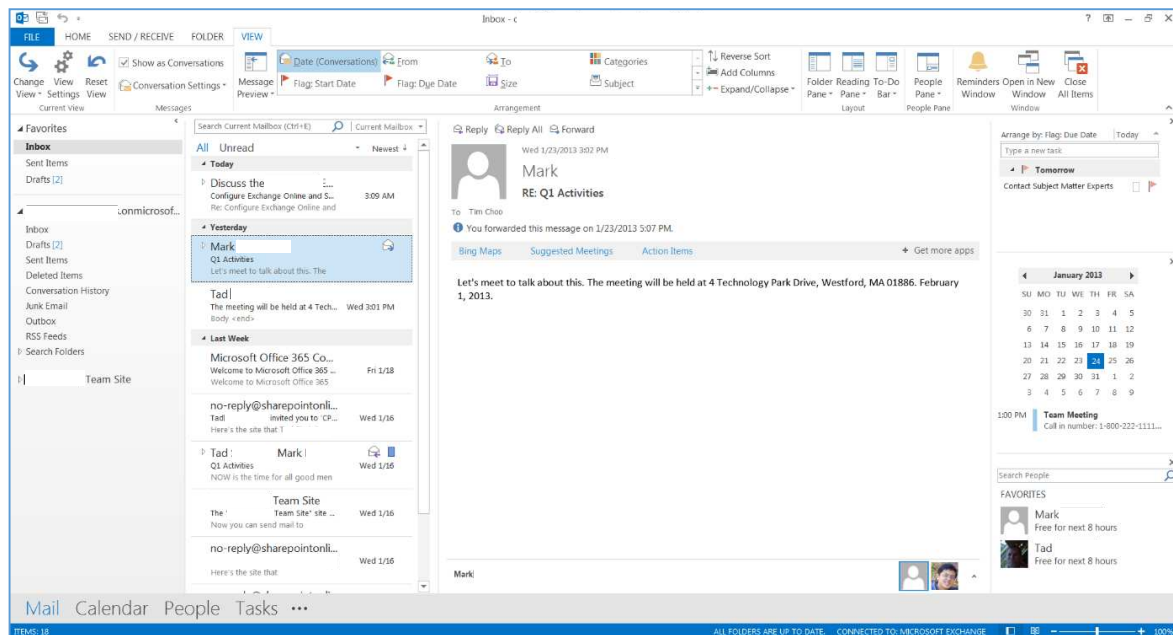 Inbox - c
FILE HOME SEND / RECEIVE FOLDER VIEW
Change View
View Settings
Reset View
Current View
Show as Conversations
Conversation Settings
Messages
Message Preview
Date (Conversations) From To Categories
Flag: Start Date Flag: Due Date Size Subject
Arrangement
Reverse Sort
Add Columns
Expand/Collapse
Folder Pane
Reading Pane
To-Do Bar
Layout
People Pane
People Pane
Reminders Window
Open in New Window
Close All Items
Window
Favorites
Inbox
Sent Items
Drafts [2]
.onmicrosof...
Inbox
Drafts [2]
Sent Items
Deleted Items
Conversation History
Junk Email
Outbox
RSS Feeds
Search Folders
Team Site
Search Current Mailbox (Ctrl+E) Current Mailbox
All Unread Newest
Today
Discuss the
Configure Exchange Online and S... 3:09 AM
Re: Configure Exchange Online and
Yesterday
Mark
Q1 Activities
Let's meet to talk about this. The
Tad
The meeting will be held at 4 Tech... Wed 3:01 PM
Body <end>
Last Week
Microsoft Office 365 Co...
Welcome to Microsoft Office 365 ... Fri 1/18
Welcome to Microsoft Office 365
no-reply@sharepointonli...
Tad invited you to 'CP... Wed 1/16
Here's the site that
Tad Mark
Q1 Activities Wed 1/16
NOW is the time for all good men
Team Site
The ' Team Site" site ... Wed 1/16
Now you can send mail to
no-reply@sharepointonli...
Wed 1/16
Here's the site that
Reply Reply All Forward
Wed 1/23/2013 3:02 PM
Mark
RE: Q1 Activities
To Tim Choo
You forwarded this message on 1/23/2013 5:07 PM.
Bing Maps Suggested Meetings Action Items + Get more apps
Let's meet to talk about this. The meeting will be held at 4 Technology Park Drive, Westford, MA 01886. February
1, 2013.
Mark
Arrange by: Flag: Due Date Today
Type a new task
Tomorrow
Contact Subject Matter Experts
January 2013
SU MO TU WE TH FR SA
30 31 1 2 3 4 5
6 7 8 9 10 11 12
13 14 15 16 17 18 19
20 21 22 23 24 25 26
27 28 29 30 31 1 2
3 4 5 6 7 8 9
1:00 PM Team Meeting
Call in number: 1-800-222-1111...
Search People
FAVORITES
Mark
Free for next 8 hours
Tad
Free for next 8 hours
Mail Calendar People Tasks •••
ITEMS: 18 ALL FOLDERS ARE UP TO DATE. CONNECTED TO: MICROSOFT EXCHANGE 100%